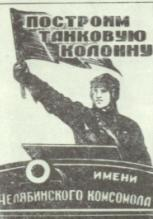 ПОСТРОИМ
ТАНКОВУЮ
КОЛОННУ
ИМЕНИ
ЧЕЛЯБИНСКОГО КОМСОМОЛА